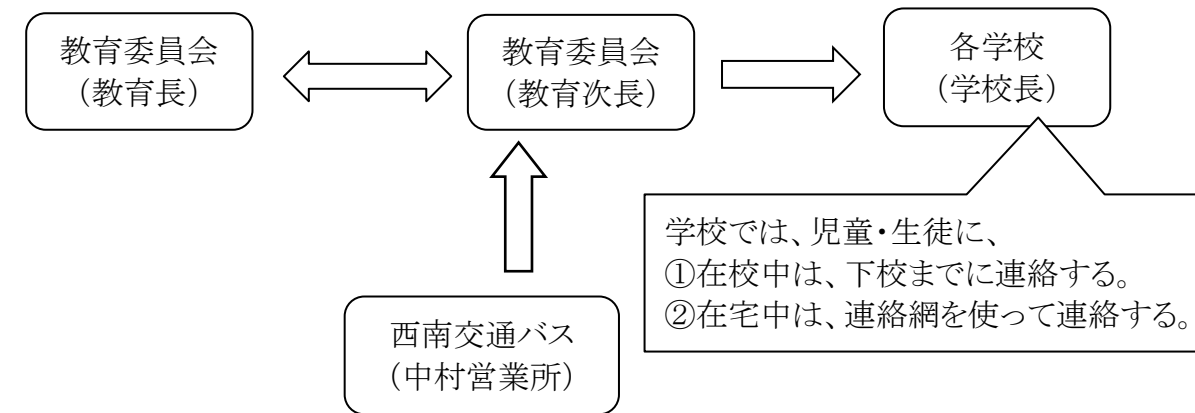 教育委員会
(教育長)
教育委員会
(教育次長)
各学校
(学校長)
学校では、児童・生徒に、
①在校中は、下校までに連絡する。
②在宅中は、連絡網を使って連絡する。
西南交通バス
(中村営業所)